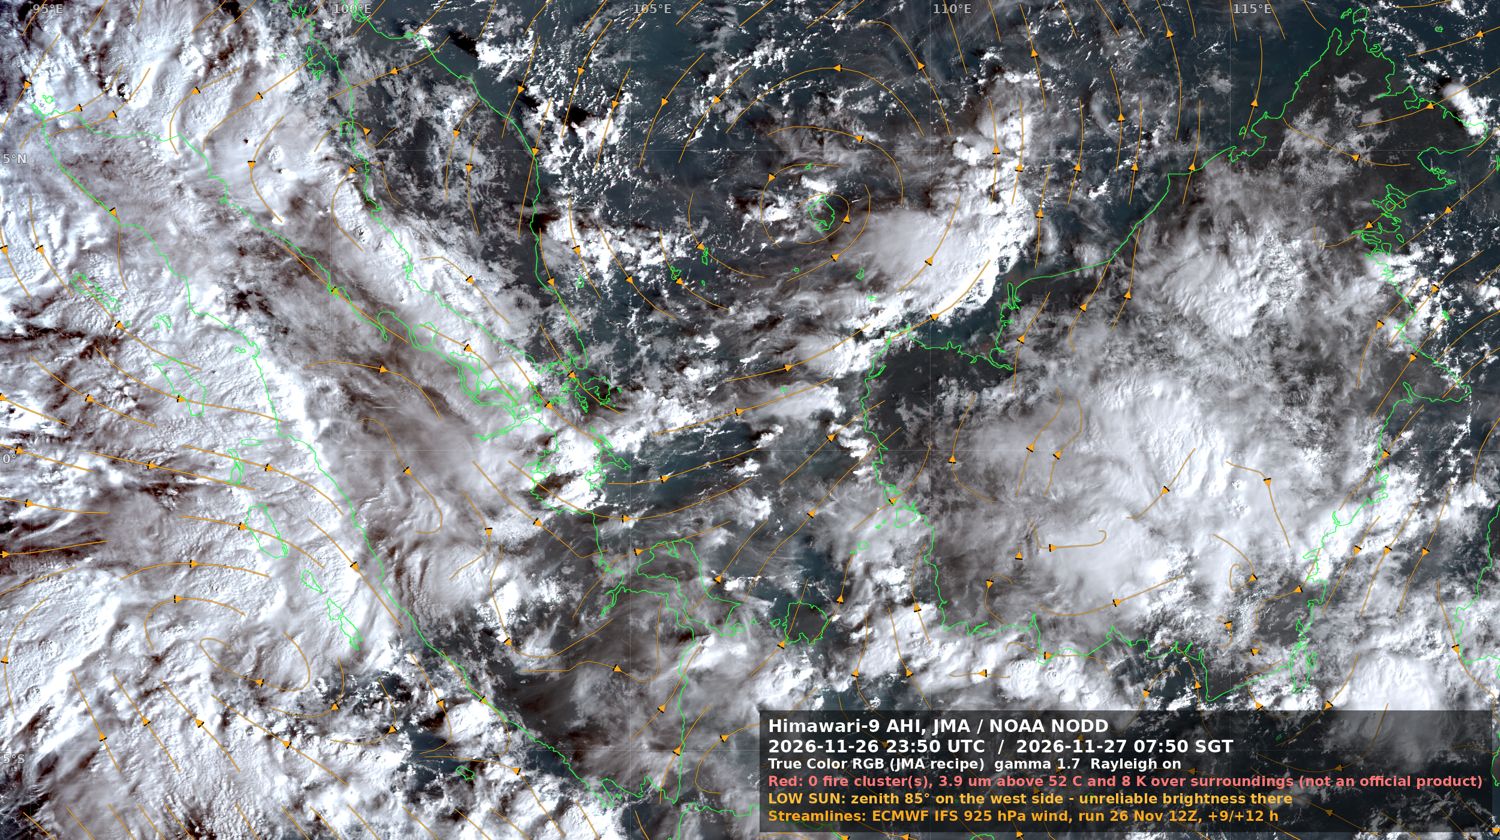 95°E
100°E
105°E
110°E
115°E
5°N
0°
5°S
Himawari-9 AHI, JMA / NOAA NODD
2026-11-26 23:50 UTC / 2026-11-27 07:50 SGT
True Color RGB (JMA recipe) gamma 1.7 Rayleigh on
Red: 0 fire cluster(s), 3.9 um above 52 C and 8 K over surroundings (not an official product)
LOW SUN: zenith 85° on the west side - unreliable brightness there
Streamlines: ECMWF IFS 925 hPa wind, run 26 Nov 12Z, +9/+12 h